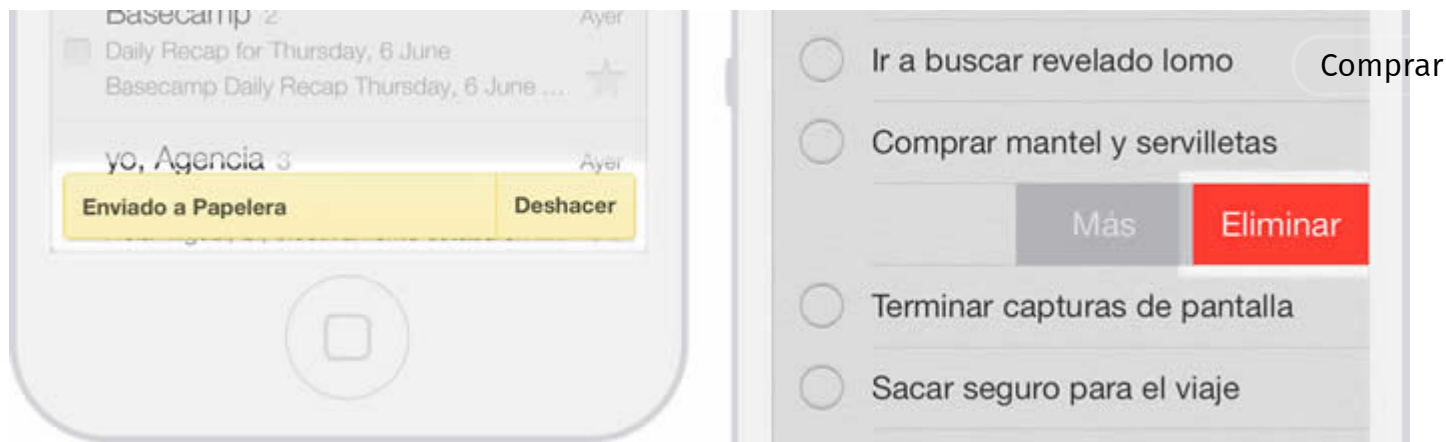 Basecamp 2 Ayer
Daily Recap for Thursday, 6 June
Basecamp Daily Recap Thursday, 6 June ...
yo, Agencia 3 Ayer
Enviado a Papelera Deshacer
Ir a buscar revelado lomo
Comprar
Comprar mantel y servilletas
Más Eliminar
Terminar capturas de pantalla
Sacar seguro para el viaje